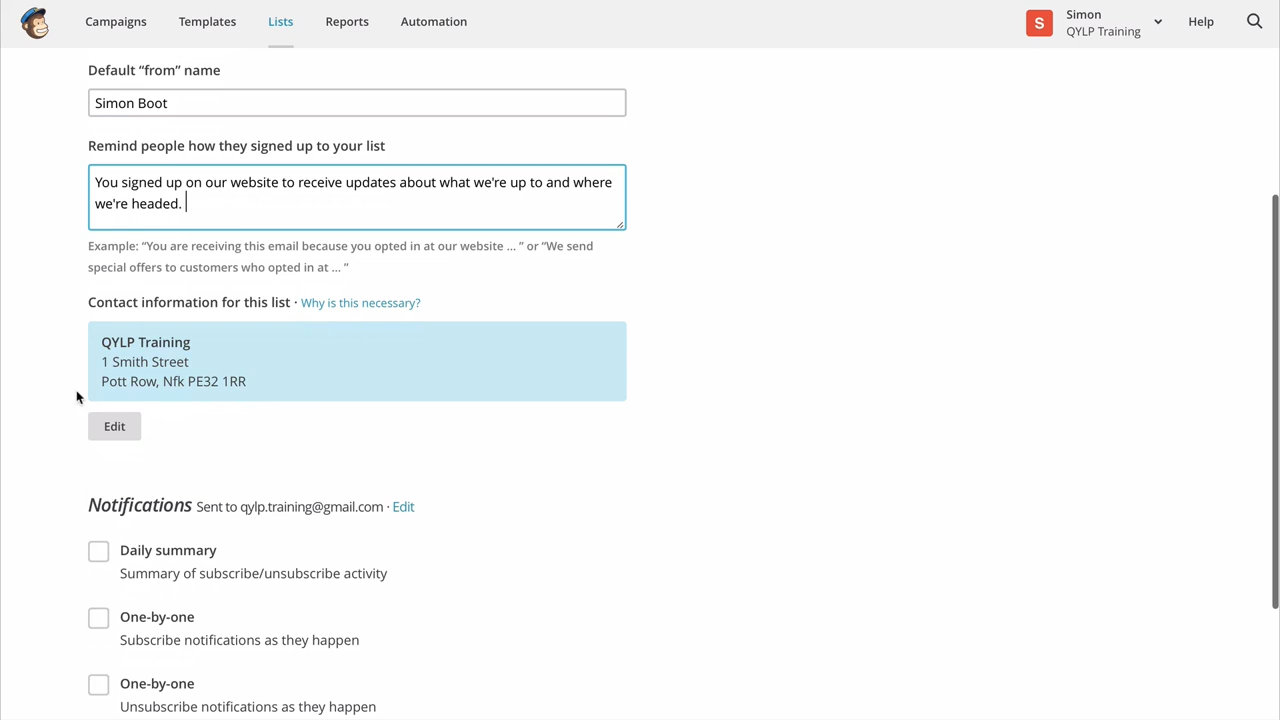 Campaigns Templates Lists Reports Automation S Simon Help
QYLP Training
Default “from” name
Simon Boot
Remind people how they signed up to your list
You signed up on our website to receive updates about what we're up to and where
we're headed.
Example: “You are receiving this email because you opted in at our website ... ” or “We send
special offers to customers who opted in at ... ”
Contact information for this list · Why is this necessary?
QYLP Training
1 Smith Street
Pott Row, Nfk PE32 1RR
Edit
Notifications Sent to qylp.training@gmail.com · Edit
Daily summary
Summary of subscribe/unsubscribe activity
One-by-one
Subscribe notifications as they happen
One-by-one
Unsubscribe notifications as they happen